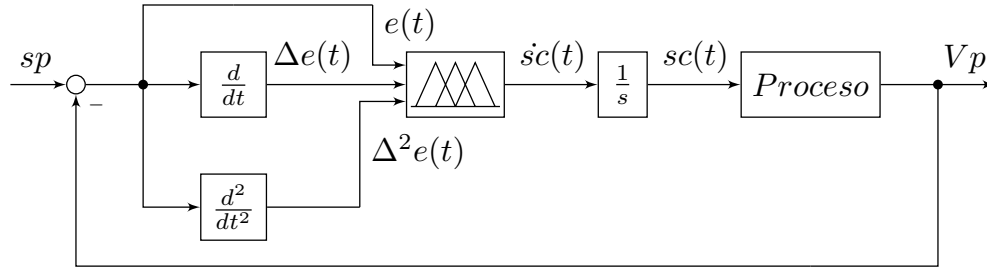 sp
–
e(t)
d/dt
Δe(t)
d²/dt²
Δ²e(t)
ṡc(t)
1/s
sc(t)
Proceso
Vp